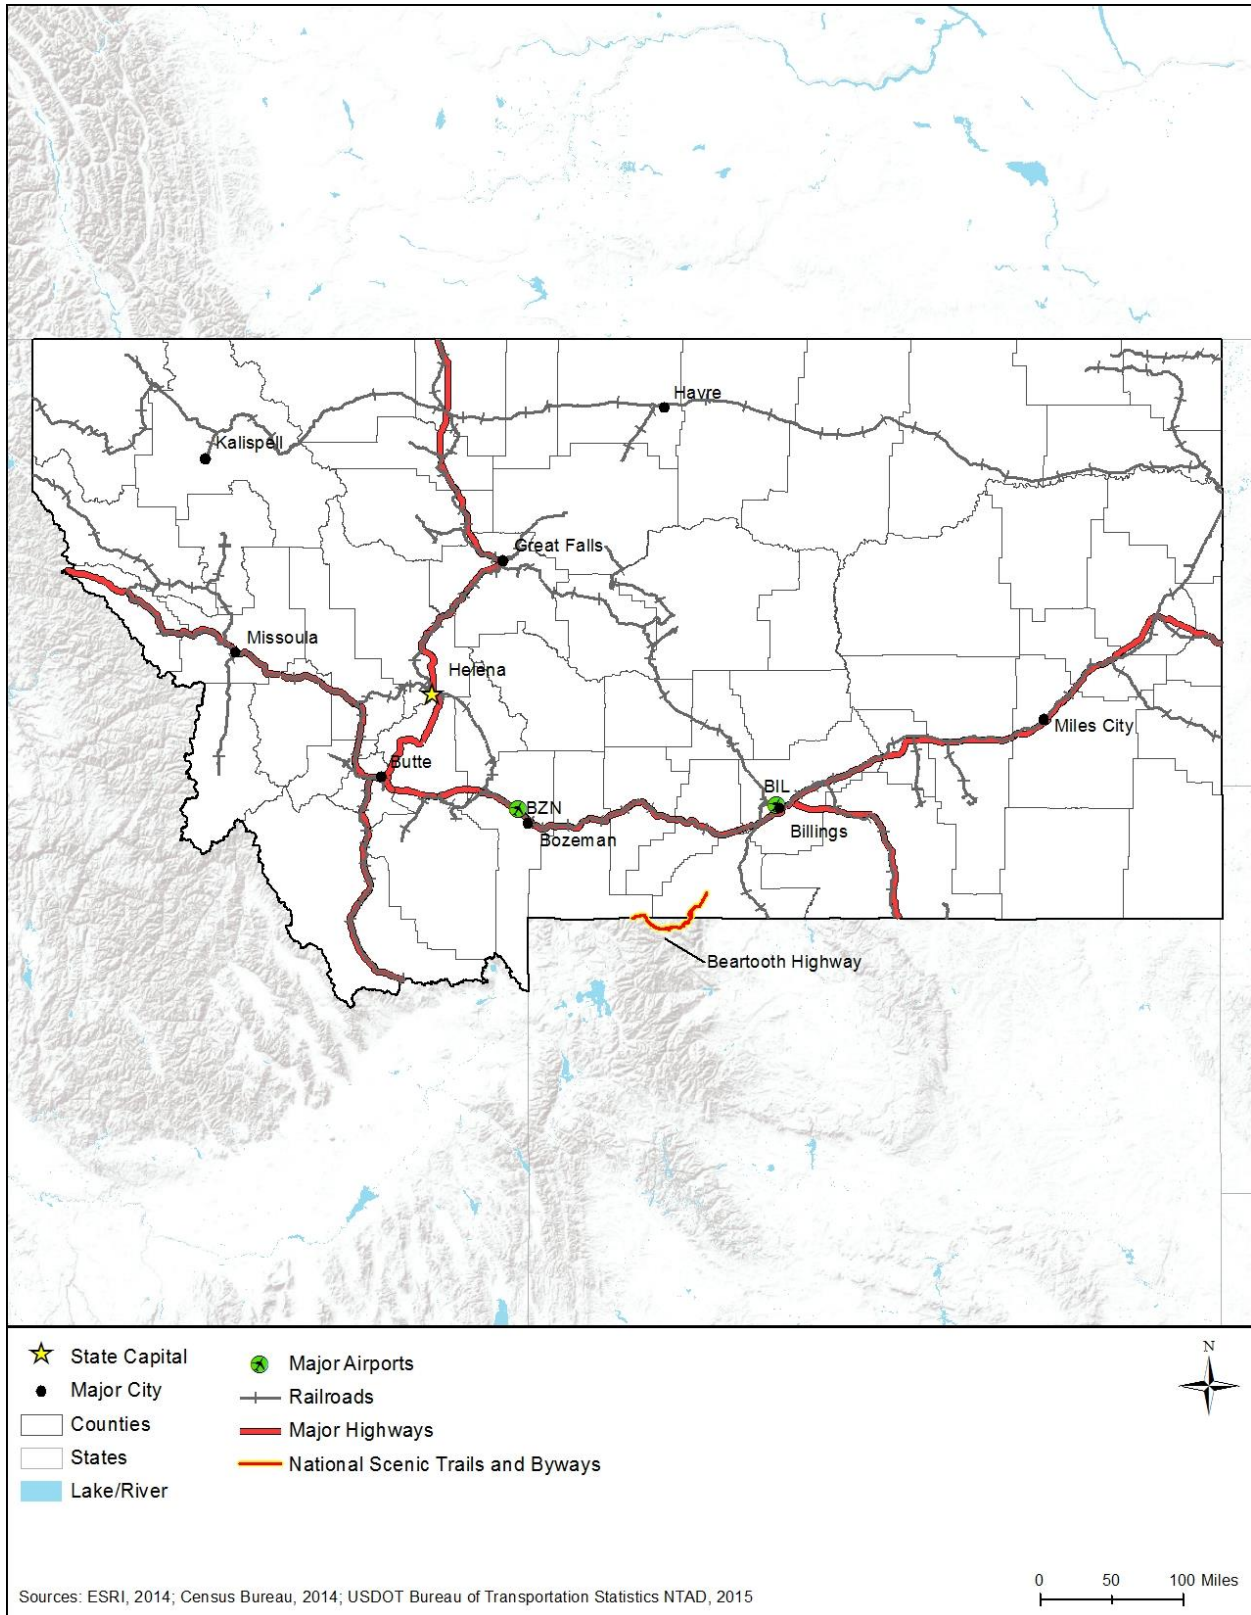 Havre
Kalispell
Great Falls
Missoula
Helena
Miles City
Butte
BIL
BZN
Billings
Bozeman
Beartooth Highway
N
State Capital
Major City
Counties
States
Lake/River
Major Airports
Railroads
Major Highways
National Scenic Trails and Byways
0 50 100 Miles
Sources: ESRI, 2014; Census Bureau, 2014; USDOT Bureau of Transportation Statistics NTAD, 2015